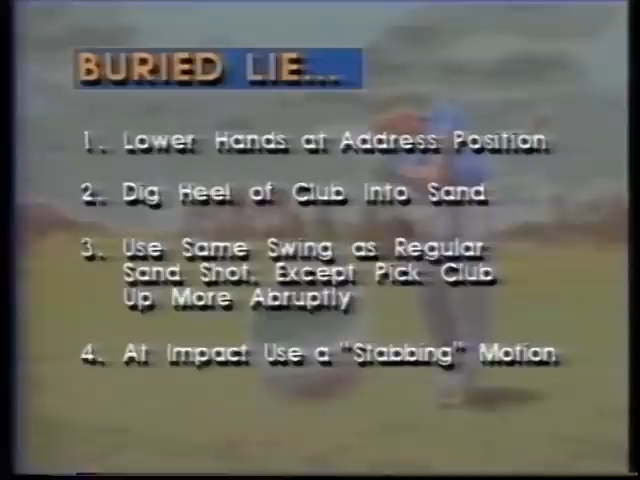 BURIED LIE...
1. Lower Hands at Address Position
2. Dig Heel of Club Into Sand
3. Use Same Swing as Regular
Sand Shot, Except Pick Club
Up More Abruptly
4. At Impact Use a "Stabbing" Motion